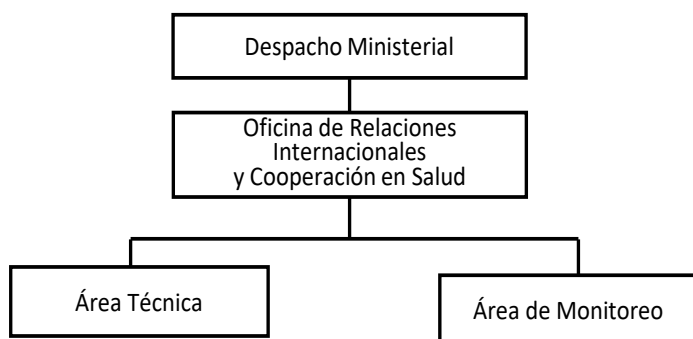 Despacho Ministerial
Oficina de Relaciones
Internacionales
y Cooperación en Salud
Área Técnica
Área de Monitoreo